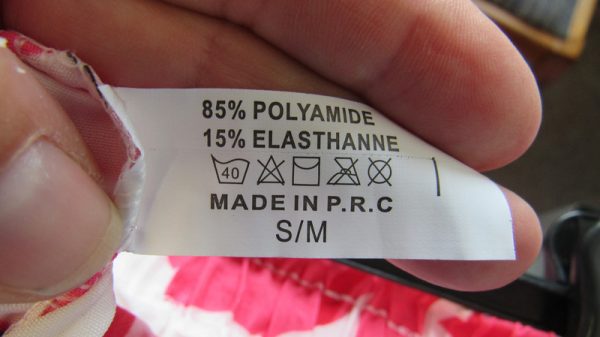 85% POLYAMIDE
15% ELASTHANNE
40
MADE IN P.R.C
S/M